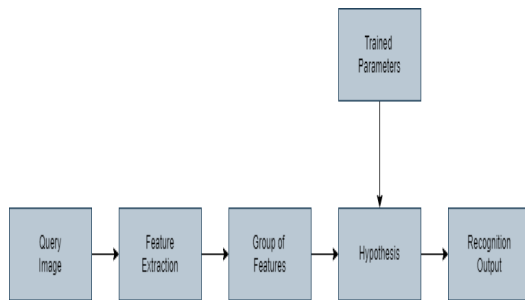 Trained
Parameters
Query
Image
Feature
Extraction
Group of
Features
Hypothesis
Recognition
Output